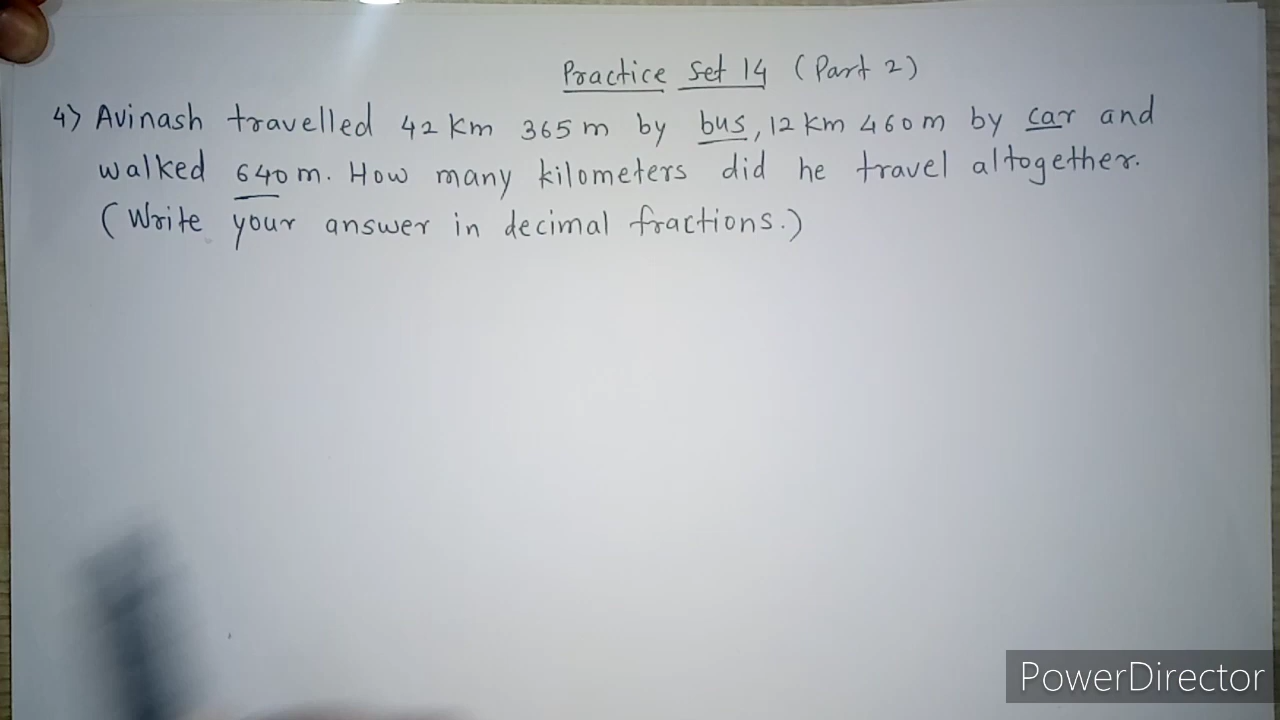 Practice Set 14 (Part 2)
4) Avinash travelled 42 Km 365 m by bus, 12 Km 460 m by car and
walked 640 m. How many kilometers did he travel altogether.
(Write your answer in decimal fractions.)
PowerDirector